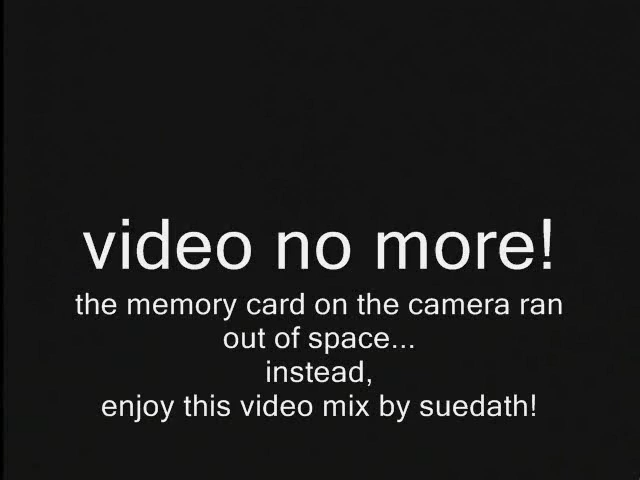 video no more!
the memory card on the camera ran
out of space...
instead,
enjoy this video mix by suedath!